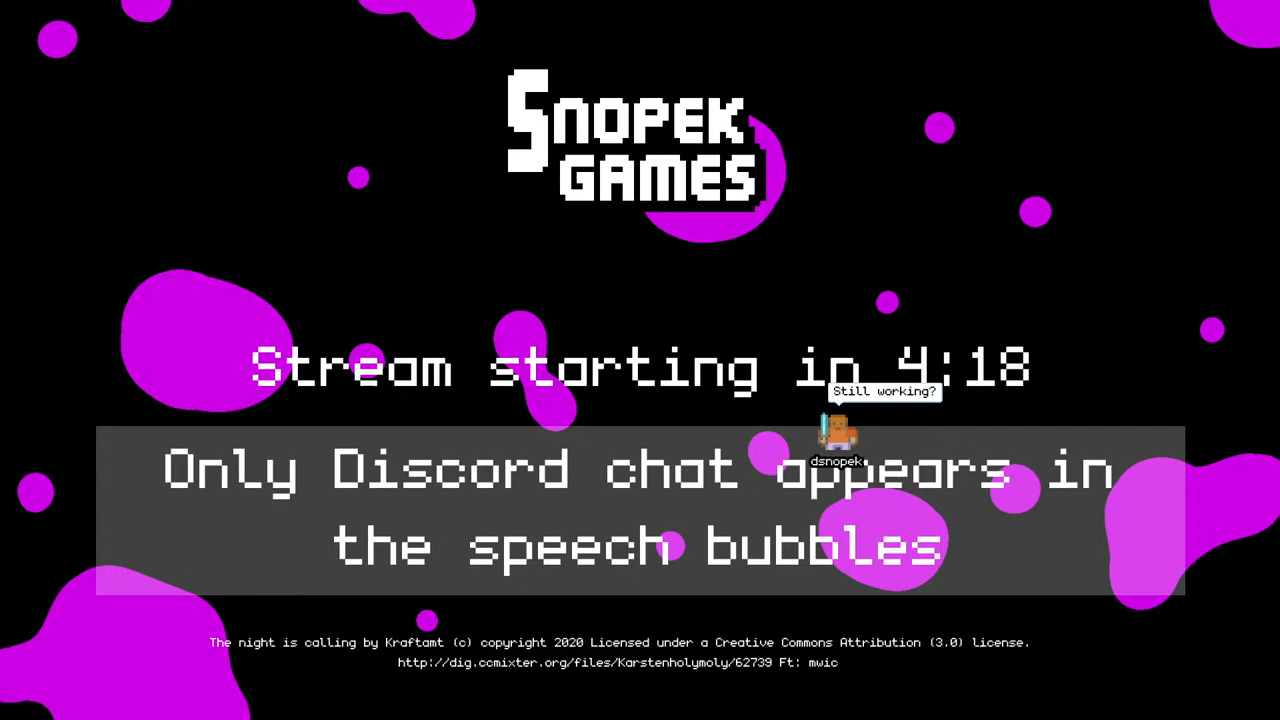 SNOPEK
GAMES
Stream starting in 4:18
Still working?
dsnopek
Only Discord chat appears in
the speech bubbles
The night is calling by Kraftamt (c) copyright 2020 Licensed under a Creative Commons Attribution (3.0) license.
http://dig.ccmixter.org/files/Karstenholymoly/62739 Ft: mwic